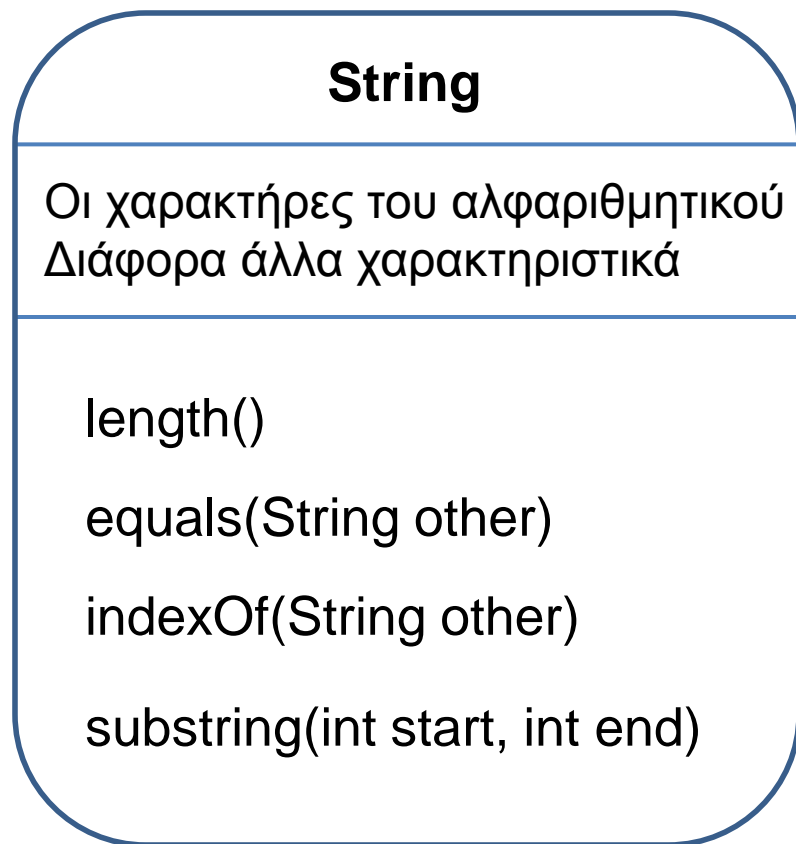 String
Οι χαρακτήρες του αλφαριθμητικού
Διάφορα άλλα χαρακτηριστικά
length()
equals(String other)
indexOf(String other)
substring(int start, int end)